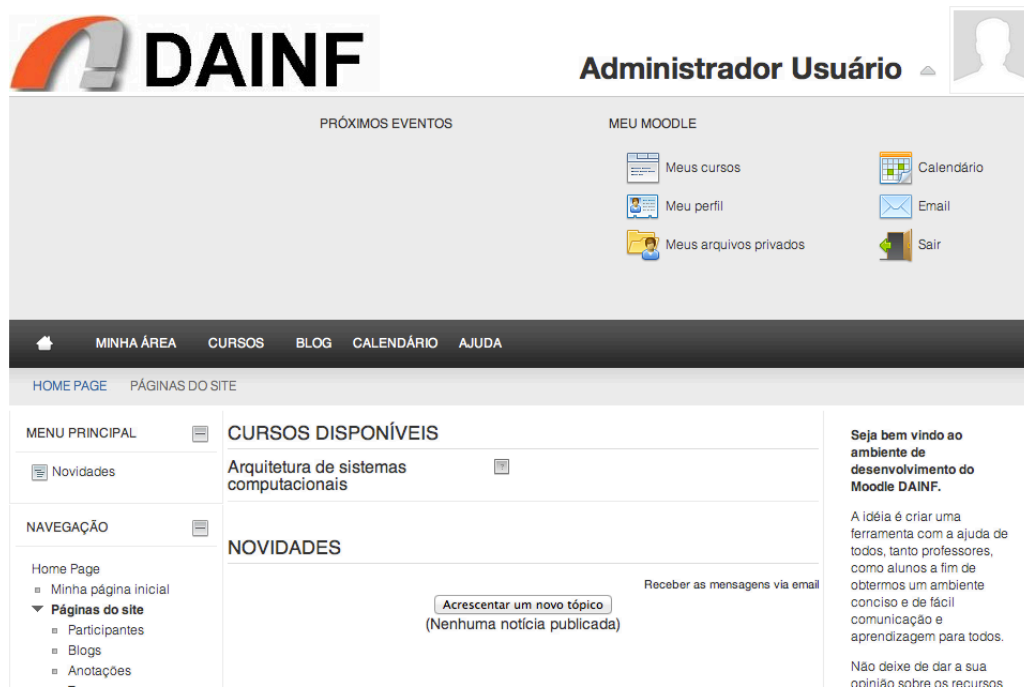 DAINF
Administrador Usuário
PRÓXIMOS EVENTOS
MEU MOODLE
Meus cursos
Calendário
Meu perfil
Email
Meus arquivos privados
Sair
MINHA ÁREA CURSOS BLOG CALENDÁRIO AJUDA
HOME PAGE PÁGINAS DO SITE
MENU PRINCIPAL
Novidades
NAVEGAÇÃO
Home Page
Minha página inicial
Páginas do site
Participantes
Blogs
Anotações
CURSOS DISPONÍVEIS
Arquitetura de sistemas
computacionais
NOVIDADES
Receber as mensagens via email
Acrescentar um novo tópico
(Nenhuma notícia publicada)
Seja bem vindo ao
ambiente de
desenvolvimento do
Moodle DAINF.
A idéia é criar uma
ferramenta com a ajuda de
todos, tanto professores,
como alunos a fim de
obtermos um ambiente
conciso e de fácil
comunicação e
aprendizagem para todos.
Não deixe de dar a sua
opinião sobre os recursos